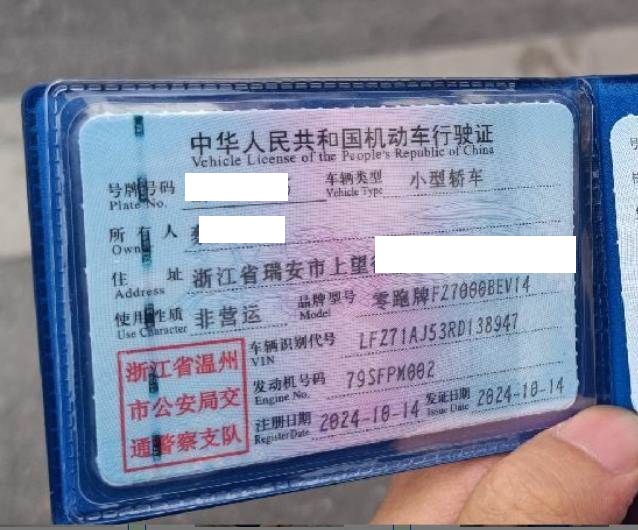 中华人民共和国机动车行驶证
Vehicle License of the People's Republic of China
号牌号码 车辆类型 小型轿车
Plate No. Vehicle Type
所有人
Owner
住址 浙江省瑞安市上望
Address
使用性质 非营运 品牌型号 零跑牌FZ7000BEV14
Use Character Model
车辆识别代号 LFZ71AJ53RD138947
VIN
发动机号码 79SFPM002
Engine No.
注册日期 2024-10-14 发证日期 2024-10-14
Register Date Issue Date
浙江省温州
市公安局交
通警察支队